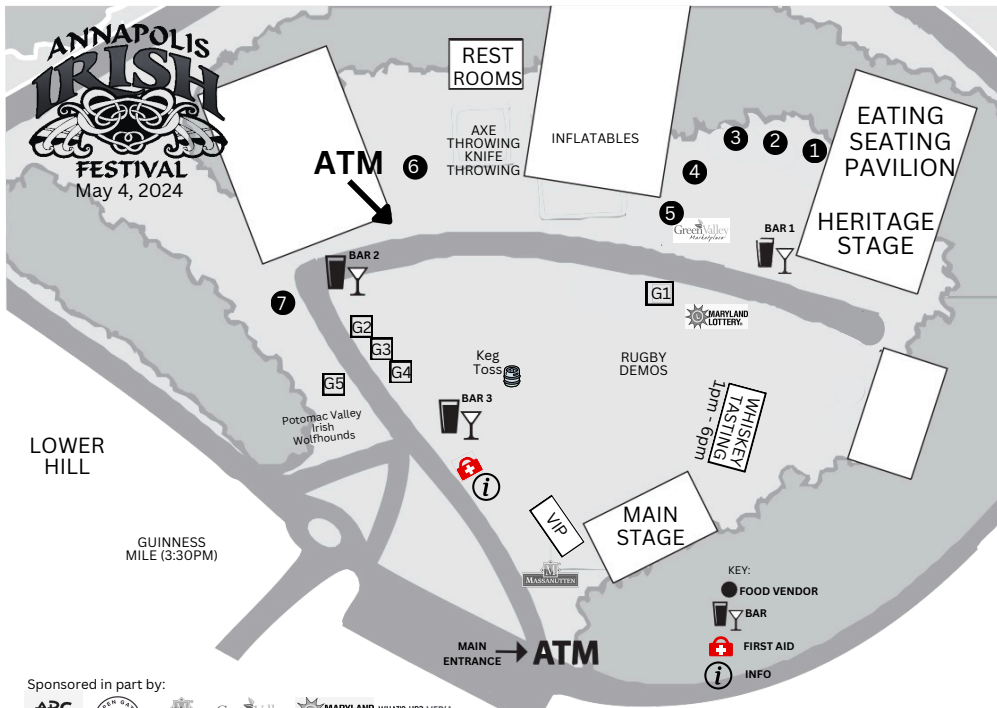 ANNAPOLIS
IRISH
FESTIVAL
May 4, 2024
REST
ROOMS
AXE
THROWING
KNIFE
THROWING
INFLATABLES
EATING
SEATING
PAVILION
HERITAGE
STAGE
ATM
6
3
2
1
4
5
GreenValley
Marketplace
BAR 1
BAR 2
7
G1
MARYLAND
LOTTERY
G2
G3
G4
G5
Keg
Toss
RUGBY
DEMOS
WHISKEY
TASTING
1pm - 6pm
BAR 3
Potomac Valley
Irish
Wolfhounds
LOWER
HILL
i
VIP
MAIN
STAGE
GUINNESS
MILE (3:30PM)
M
MASSANUTTEN
KEY:
FOOD VENDOR
BAR
FIRST AID
i
INFO
MAIN
ENTRANCE
ATM
Sponsored in part by: